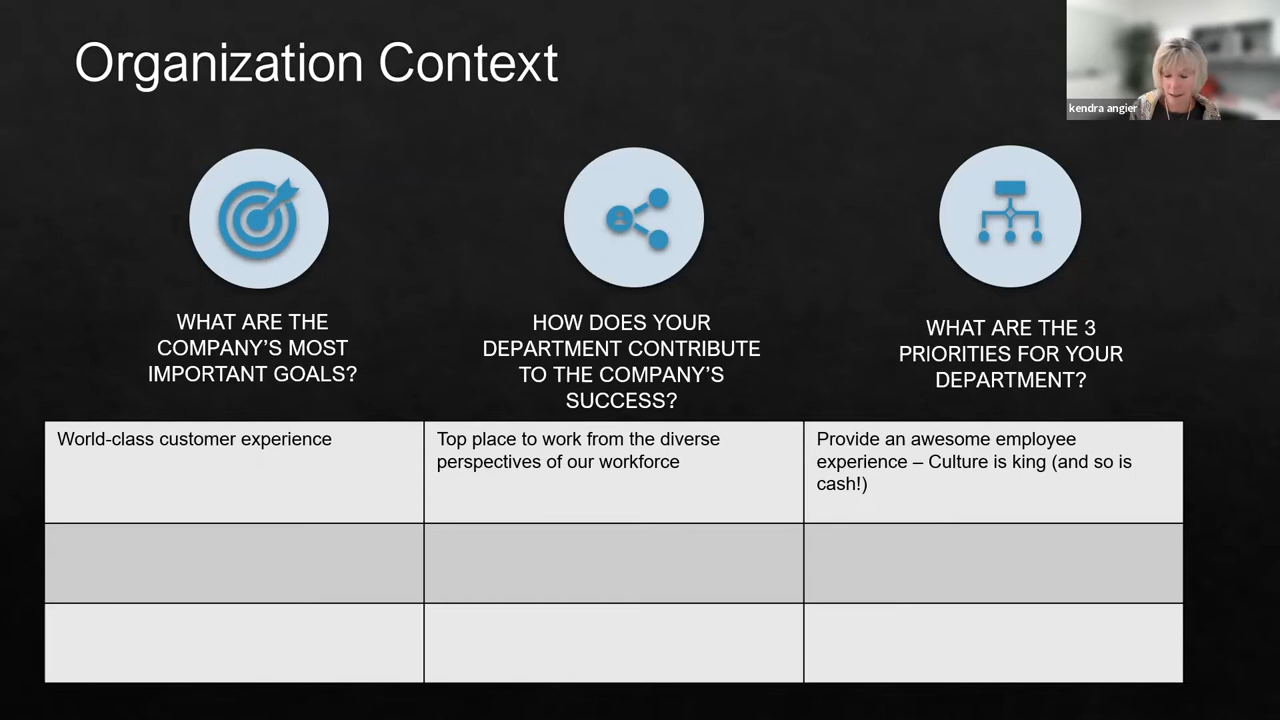 Organization Context
kendra angier
WHAT ARE THE
COMPANY’S MOST
IMPORTANT GOALS?
HOW DOES YOUR
DEPARTMENT CONTRIBUTE
TO THE COMPANY’S
SUCCESS?
WHAT ARE THE 3
PRIORITIES FOR YOUR
DEPARTMENT?
World-class customer experience
Top place to work from the diverse
perspectives of our workforce
Provide an awesome employee
experience – Culture is king (and so is
cash!)